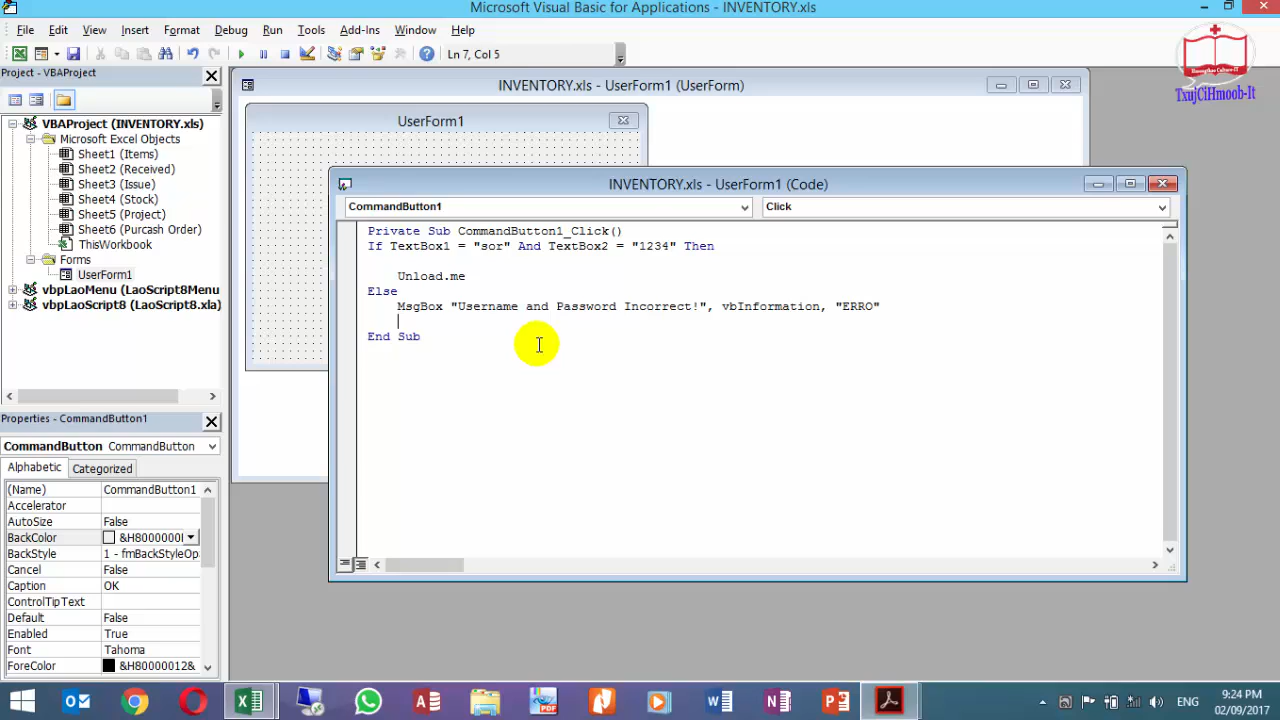 Microsoft Visual Basic for Applications - INVENTORY.xls
File Edit View Insert Format Debug Run Tools Add-Ins Window Help
Ln 7, Col 5
TxujCiHmoob-It
Project - VBAProject
VBAProject (INVENTORY.xls)
Microsoft Excel Objects
Sheet1 (Items)
Sheet2 (Received)
Sheet3 (Issue)
Sheet4 (Stock)
Sheet5 (Project)
Sheet6 (Purcash Order)
ThisWorkbook
Forms
UserForm1
vbpLaoMenu (LaoScript8Menu
vbpLaoScript8 (LaoScript8.xla)
INVENTORY.xls - UserForm1 (UserForm)
UserForm1
INVENTORY.xls - UserForm1 (Code)
CommandButton1 Click
Private Sub CommandButton1_Click()
If TextBox1 = "sor" And TextBox2 = "1234" Then
Unload.me
Else
MsgBox "Username and Password Incorrect!", vbInformation, "ERRO"
End Sub
Properties - CommandButton1
CommandButton1 CommandButton
Alphabetic Categorized
(Name) CommandButton1
Accelerator
AutoSize False
BackColor &H8000000
BackStyle 1 - fmBackStyleOp
Cancel False
Caption OK
ControlTipText
Default False
Enabled True
Font Tahoma
ForeColor &H80000012&
ENG
9:24 PM
02/09/2017